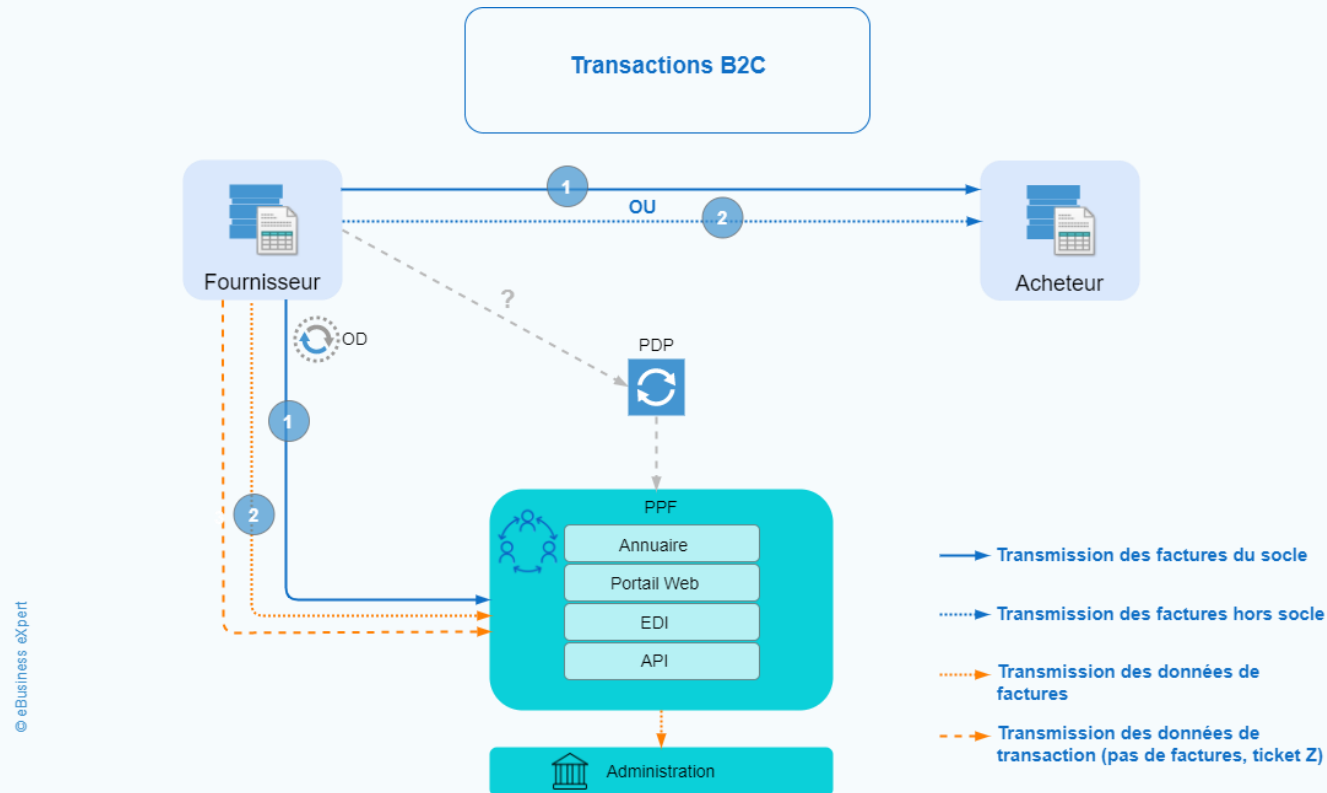 Transactions B2C
1
OU
2
Fournisseur
Acheteur
?
OD
PDP
1
2
PPF
Annuaire
Portail Web
EDI
API
Administration
Transmission des factures du socle
Transmission des factures hors socle
Transmission des données de
factures
Transmission des données de
transaction (pas de factures, ticket Z)
© eBusiness eXpert